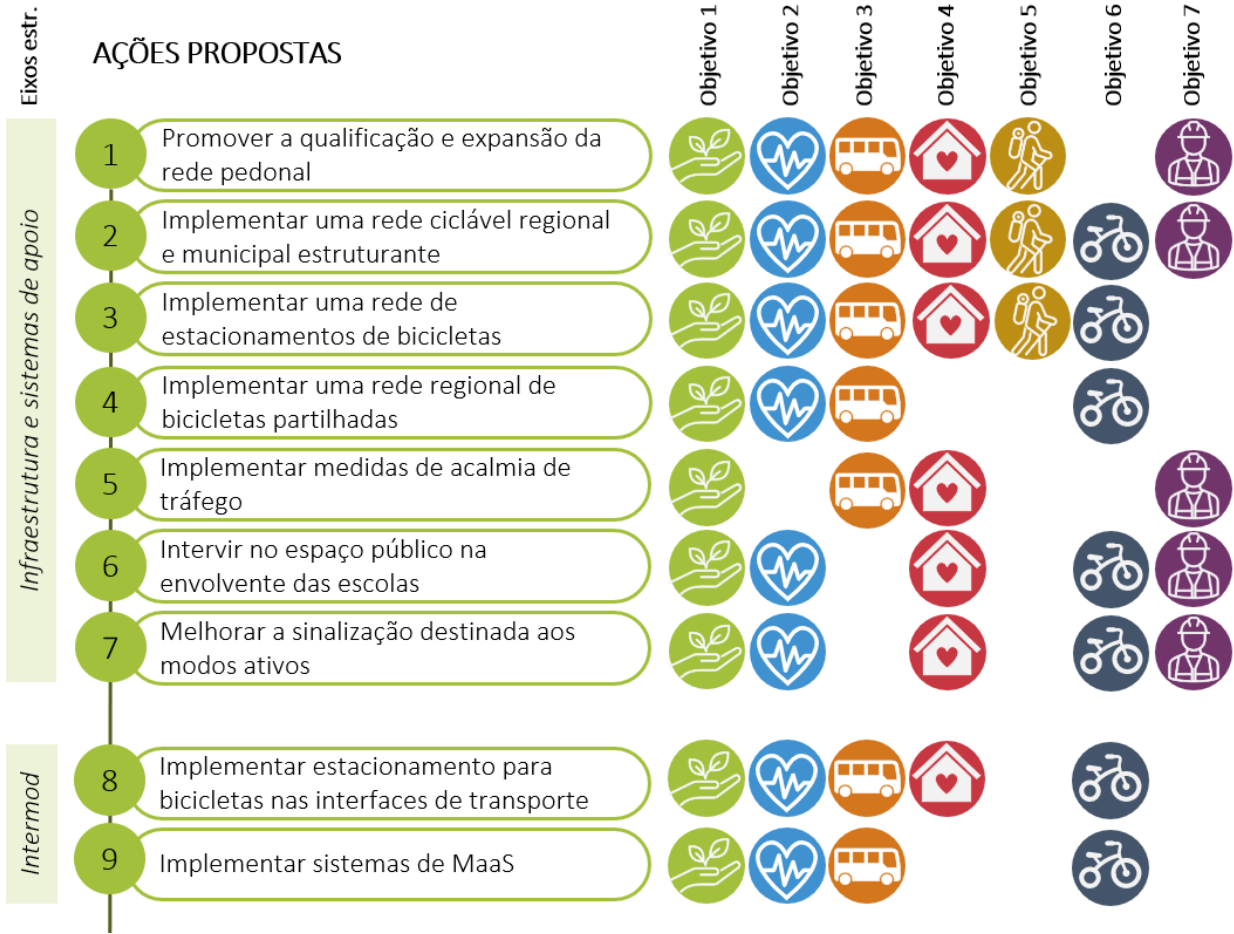 Eixos estr.
AÇÕES PROPOSTAS
Objetivo 1
Objetivo 2
Objetivo 3
Objetivo 4
Objetivo 5
Objetivo 6
Objetivo 7
Infraestrutura e sistemas de apoio
1
Promover a qualificação e expansão da
rede pedonal
2
Implementar uma rede ciclável regional
e municipal estruturante
3
Implementar uma rede de
estacionamentos de bicicletas
4
Implementar uma rede regional de
bicicletas partilhadas
5
Implementar medidas de acalmia de
tráfego
6
Intervir no espaço público na
envolvente das escolas
7
Melhorar a sinalização destinada aos
modos ativos
Intermod
8
Implementar estacionamento para
bicicletas nas interfaces de transporte
9
Implementar sistemas de MaaS